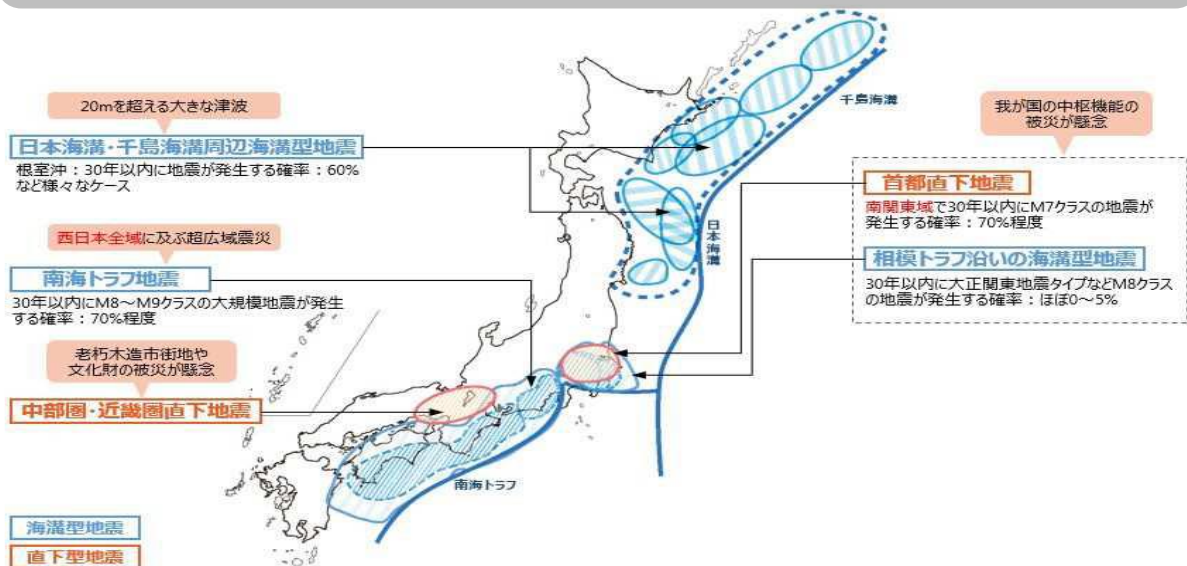 20mを超える大きな津波
日本海溝・千島海溝周辺海溝型地震
根室沖：30年以内に地震が発生する確率：60%
など様々なケース
西日本全域に及ぶ超広域震災
南海トラフ地震
30年以内にM8～M9クラスの大規模地震が発生
する確率：70%程度
老朽木造市街地や
文化財の被災が懸念
中部圏・近畿圏直下地震
海溝型地震
直下型地震
千島海溝
日本海溝
南海トラフ
我が国の中枢機能の
被災が懸念
首都直下地震
南関東域で30年以内にM7クラスの地震が
発生する確率：70%程度
相模トラフ沿いの海溝型地震
30年以内に大正関東地震タイプなどM8クラス
の地震が発生する確率：ほぼ0～5%